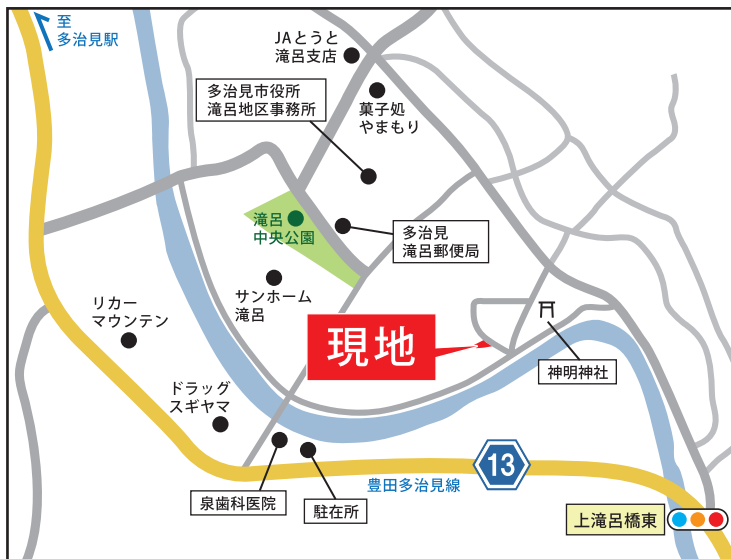 至
多治見駅
JAとうと
滝呂支店
多治見市役所
滝呂地区事務所
菓子処
やまもり
滝呂
中央公園
多治見
滝呂郵便局
サンホーム
滝呂
リカー
マウンテン
現地
神明神社
ドラッグ
スギヤマ
13
豊田多治見線
泉歯科医院
駐在所
上滝呂橋東